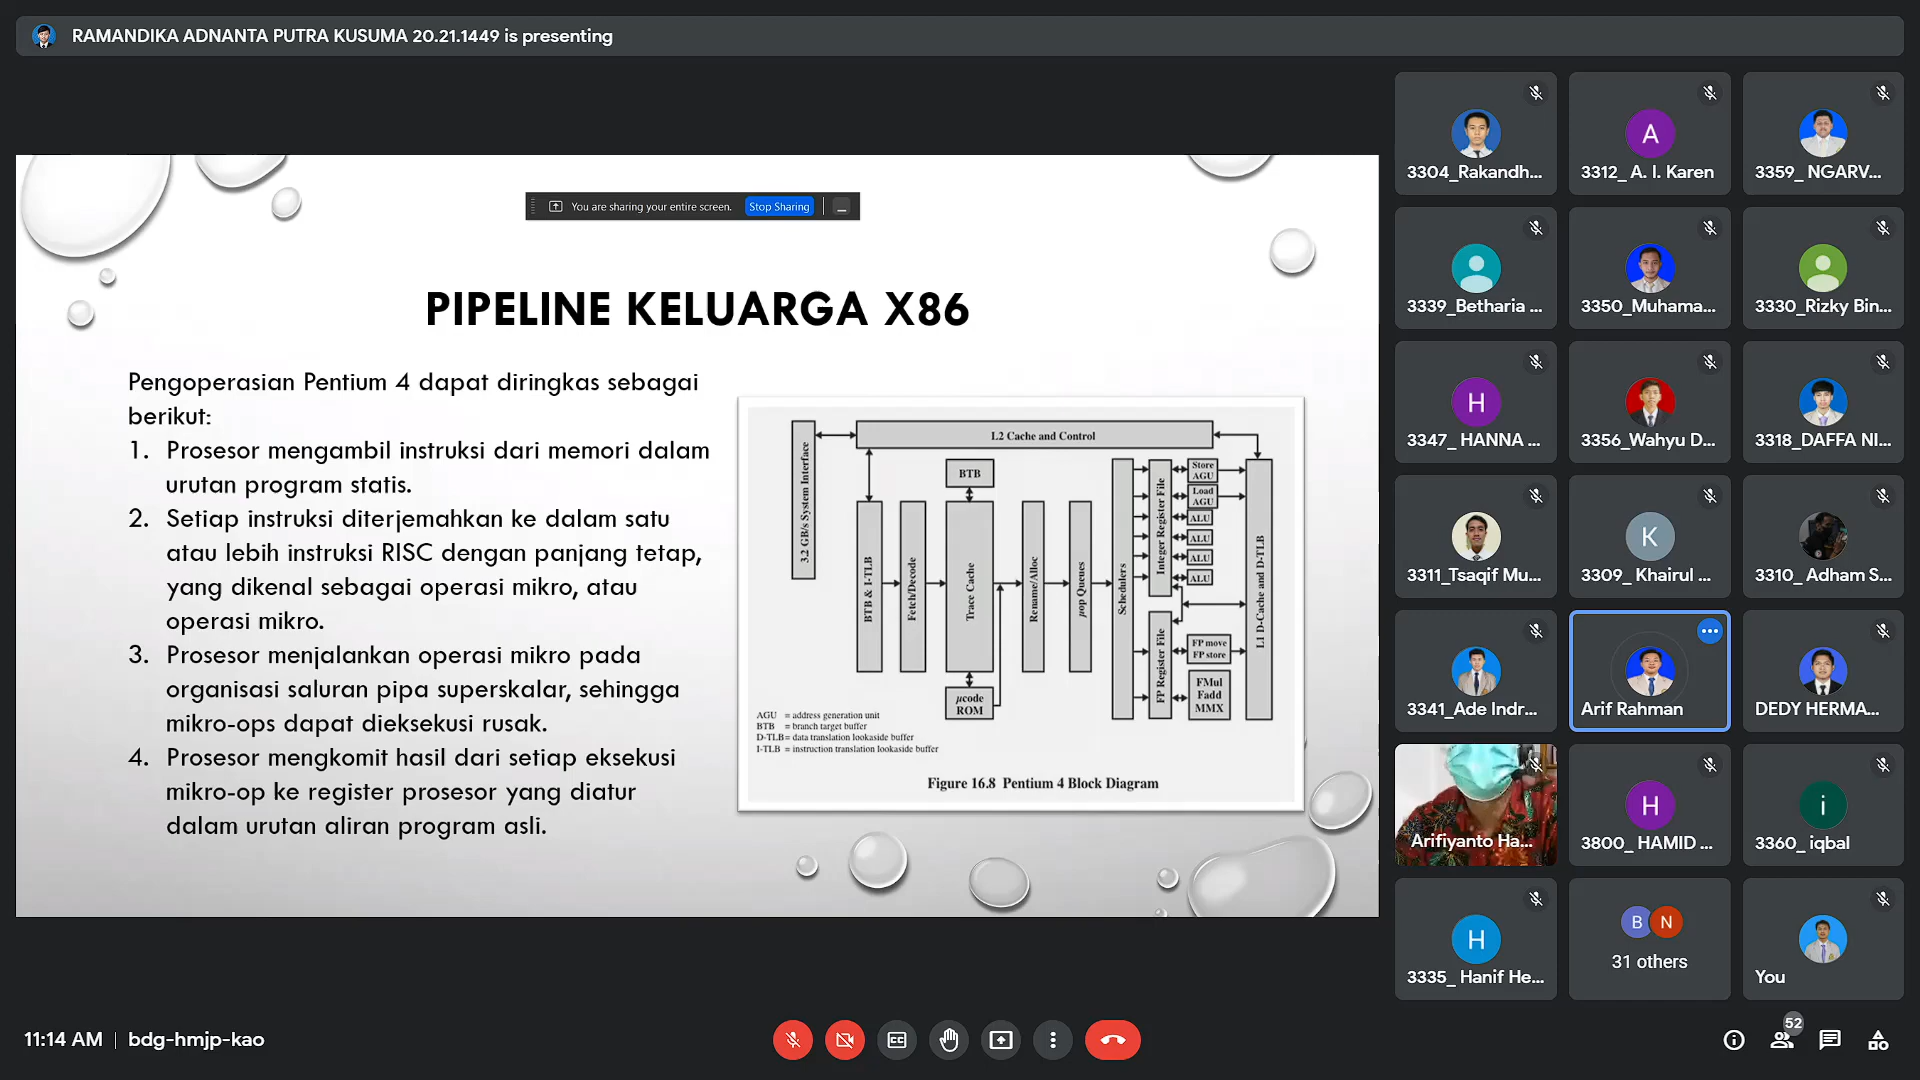 RAMANDIKA ADNANTA PUTRA KUSUMA 20.21.1449 is presenting
You are sharing your entire screen. Stop Sharing
PIPELINE KELUARGA X86
Pengoperasian Pentium 4 dapat diringkas sebagai
berikut:
1. Prosesor mengambil instruksi dari memori dalam
urutan program statis.
2. Setiap instruksi diterjemahkan ke dalam satu
atau lebih instruksi RISC dengan panjang tetap,
yang dikenal sebagai operasi mikro, atau
operasi mikro.
3. Prosesor menjalankan operasi mikro pada
organisasi saluran pipa superskalar, sehingga
mikro-ops dapat dieksekusi rusak.
4. Prosesor mengkomit hasil dari setiap eksekusi
mikro-op ke register prosesor yang diatur
dalam urutan aliran program asli.
3.2 GB/s System Interface
L2 Cache and Control
BTB
BTB & I-TLB
Fetch/Decode
Trace Cache
µcode
ROM
Rename/Alloc
µop Queues
Schedulers
Integer Register File
FP Register File
Store
AGU
Load
AGU
ALU
ALU
ALU
ALU
FP move
FP store
FMul
Fadd
MMX
L1 D-Cache and D-TLB
AGU = address generation unit
BTB = branch target buffer
D-TLB= data translation lookaside buffer
I-TLB = instruction translation lookaside buffer
Figure 16.8 Pentium 4 Block Diagram
3304_Rakandh...
A
3312_ A. I. Karen
3359_ NGARV...
3339_Betharia ...
3350_Muhama...
3330_Rizky Bin...
H
3347_ HANNA ...
3356_Wahyu D...
3318_DAFFA NI...
3311_Tsaqif Mu...
K
3309_ Khairul ...
3310_ Adham S...
3341_Ade Indr...
Arif Rahman
DEDY HERMA...
Arifiyanto Ha...
H
3800_ HAMID ...
i
3360_ iqbal
H
3335_ Hanif He...
B N
31 others
You
11:14 AM | bdg-hmjp-kao
52